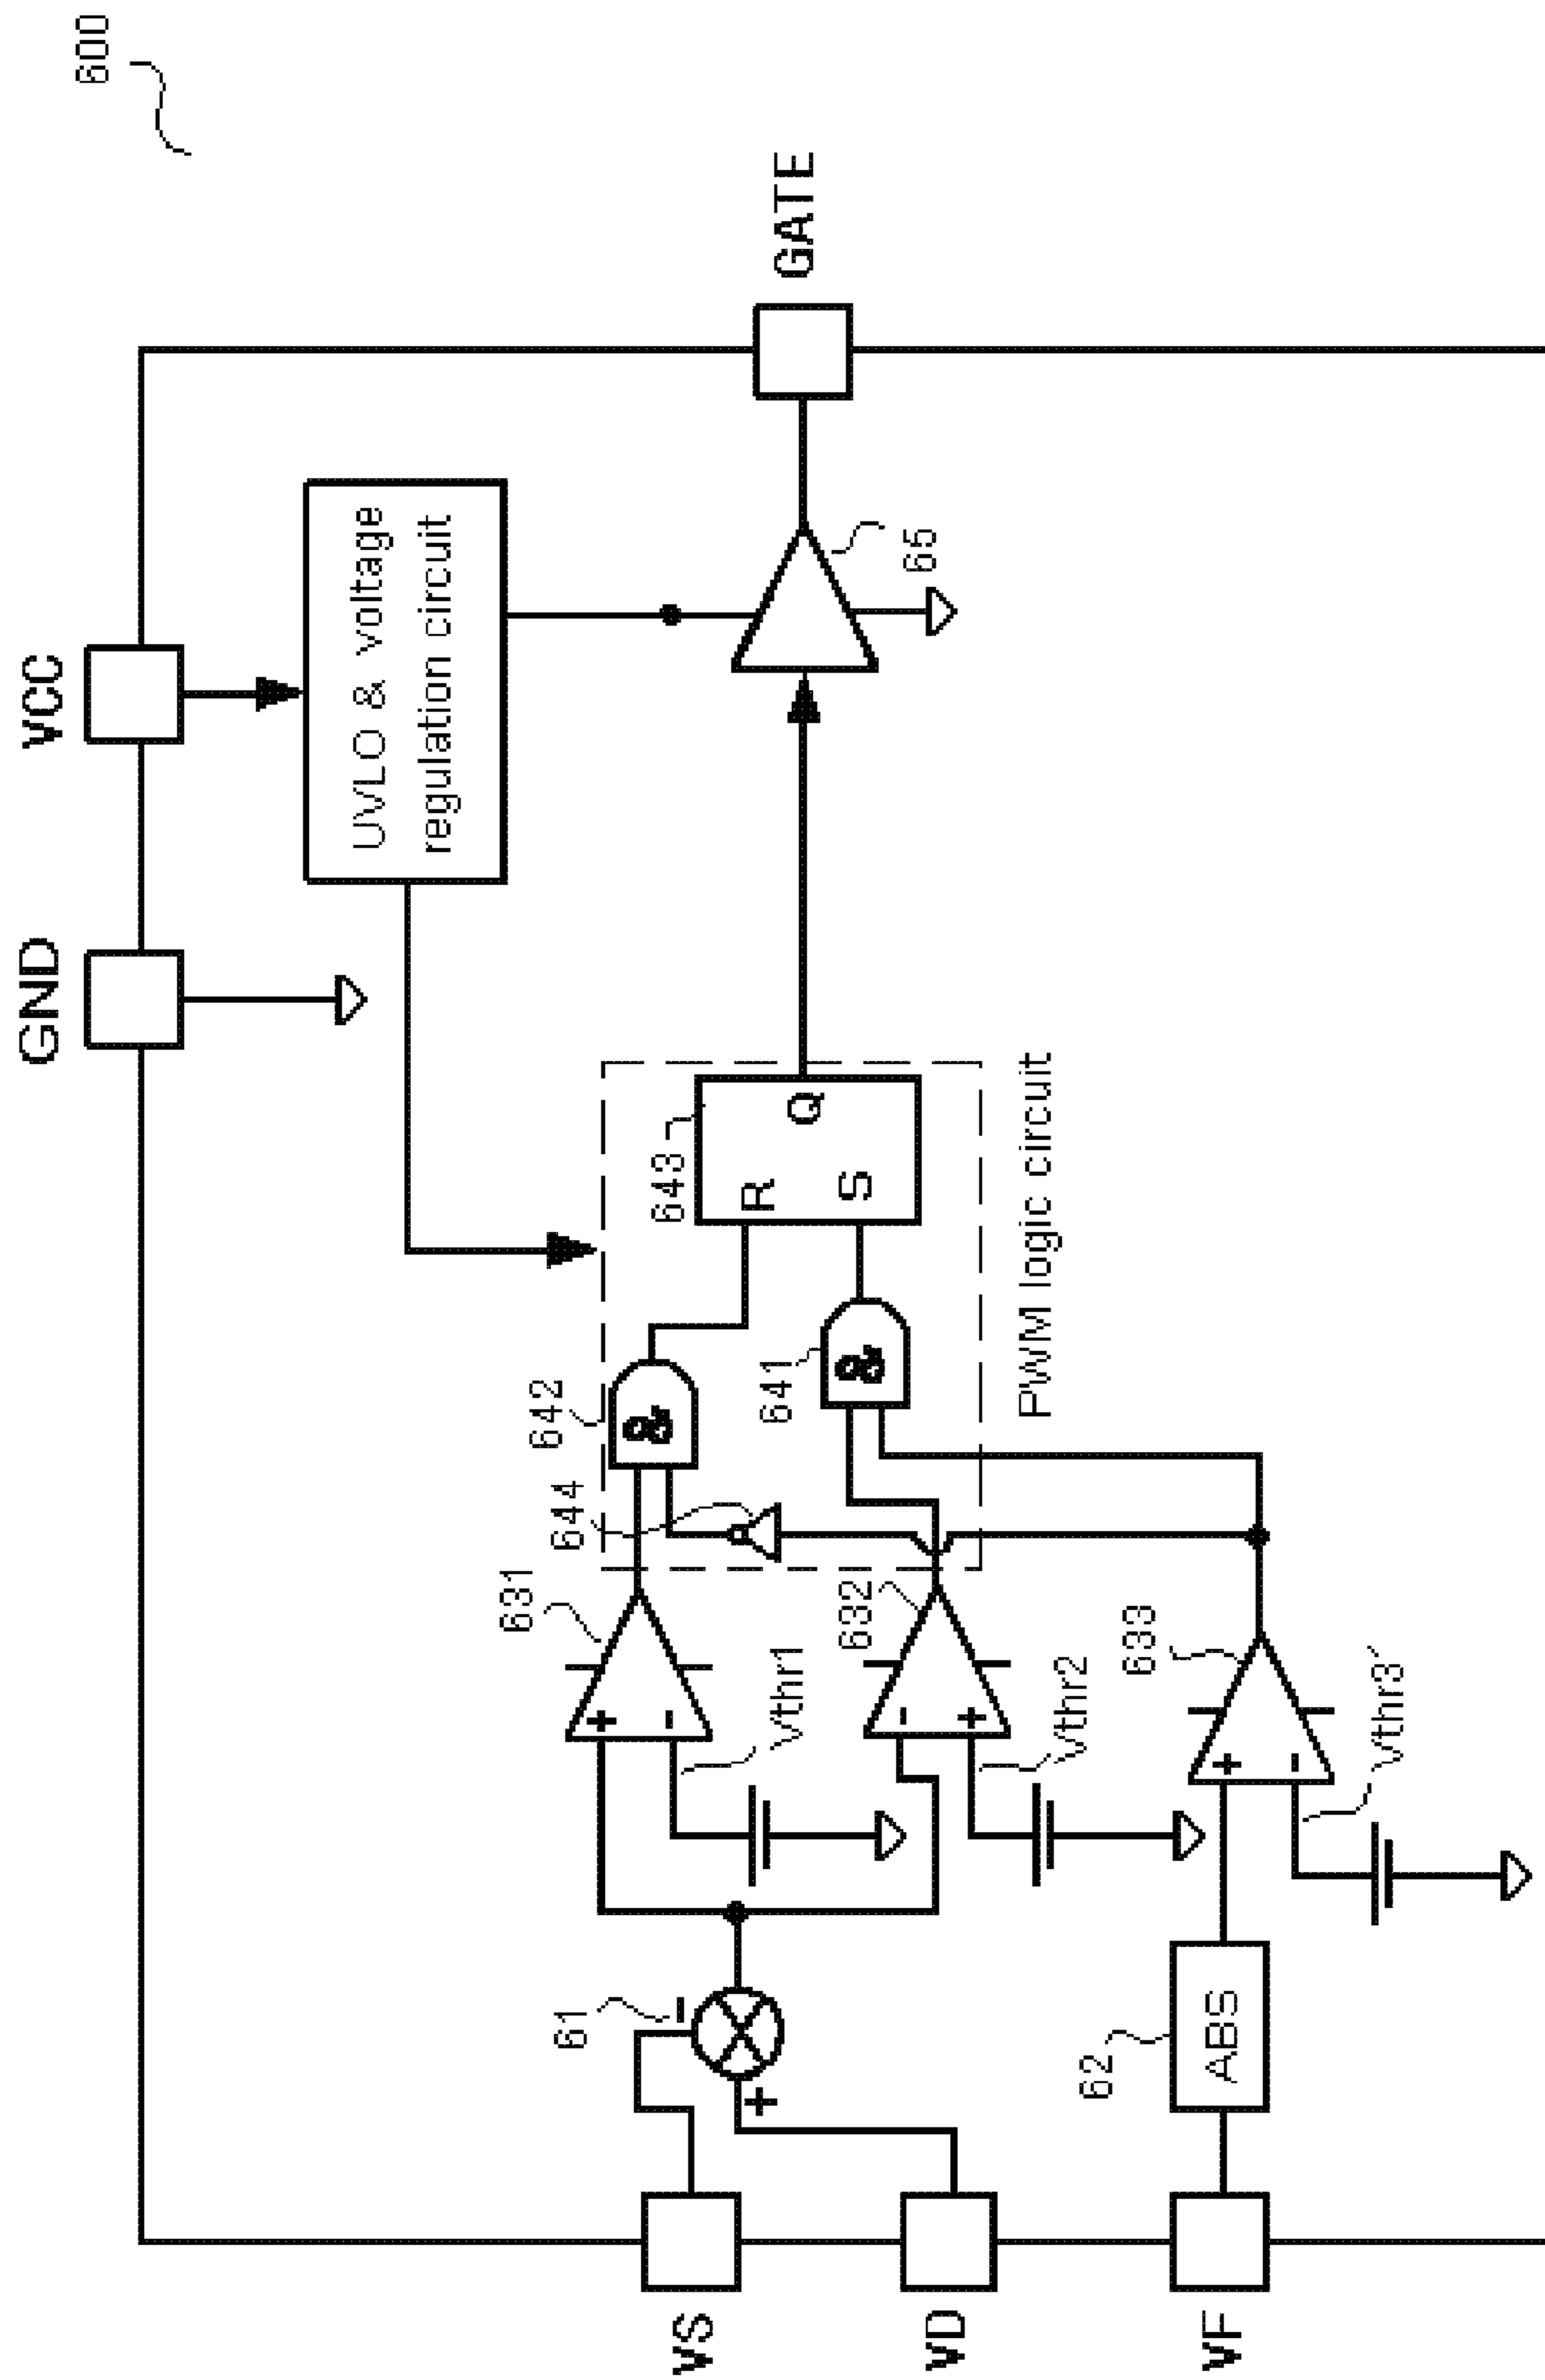 600
VCC
GND
UVLO & voltage
regulation circuit
GATE
65
643
R
S
Q
642
&
641
&
644
PWM logic circuit
631
+
-
Vthr1
632
-
+
Vthr2
633
+
-
Vthr3'
61
-
+
62
ABS
VS
VD
VF